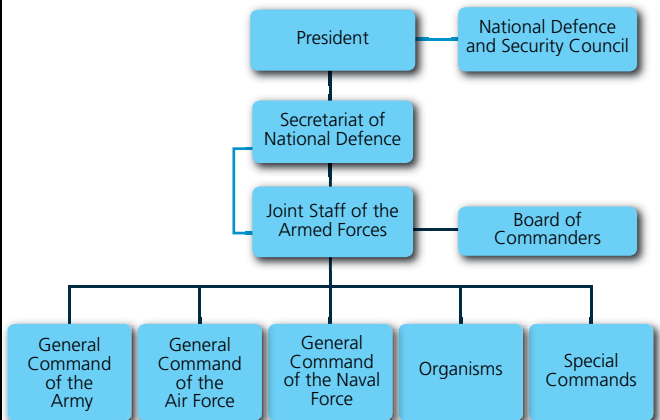 President
National Defence
and Security Council
Secretariat of
National Defence
Joint Staff of the
Armed Forces
Board of
Commanders
General
Command
of the
Army
General
Command
of the
Air Force
General
Command
of the Naval
Force
Organisms
Special
Commands